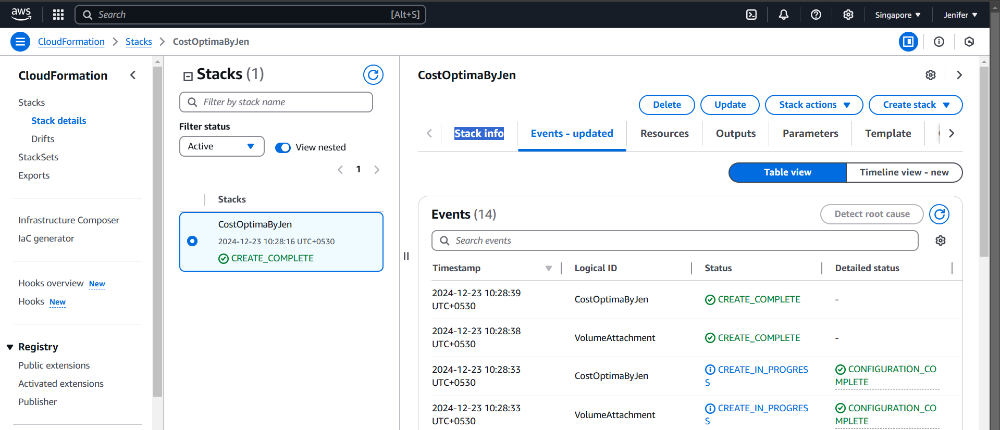 aws
Search
[Alt+S]
Singapore
Jenifer
CloudFormation
Stacks
CostOptimaByJen
CloudFormation
Stacks
Stack details
Drifts
StackSets
Exports
Infrastructure Composer
IaC generator
Hooks overview New
Hooks New
Registry
Public extensions
Activated extensions
Publisher
Stacks (1)
Filter by stack name
Filter status
Active
View nested
1
Stacks
CostOptimaByJen
2024-12-23 10:28:16 UTC+0530
CREATE_COMPLETE
CostOptimaByJen
Delete
Update
Stack actions
Create stack
Stack info
Events - updated
Resources
Outputs
Parameters
Template
Table view
Timeline view - new
Events (14)
Detect root cause
Search events
Timestamp
Logical ID
Status
Detailed status
2024-12-23 10:28:39
UTC+0530
CostOptimaByJen
CREATE_COMPLETE
-
2024-12-23 10:28:38
UTC+0530
VolumeAttachment
CREATE_COMPLETE
-
2024-12-23 10:28:33
UTC+0530
CostOptimaByJen
CREATE_IN_PROGRES
S
CONFIGURATION_CO
MPLETE
2024-12-23 10:28:33
UTC+0530
VolumeAttachment
CREATE_IN_PROGRES
S
CONFIGURATION_CO
MPLETE